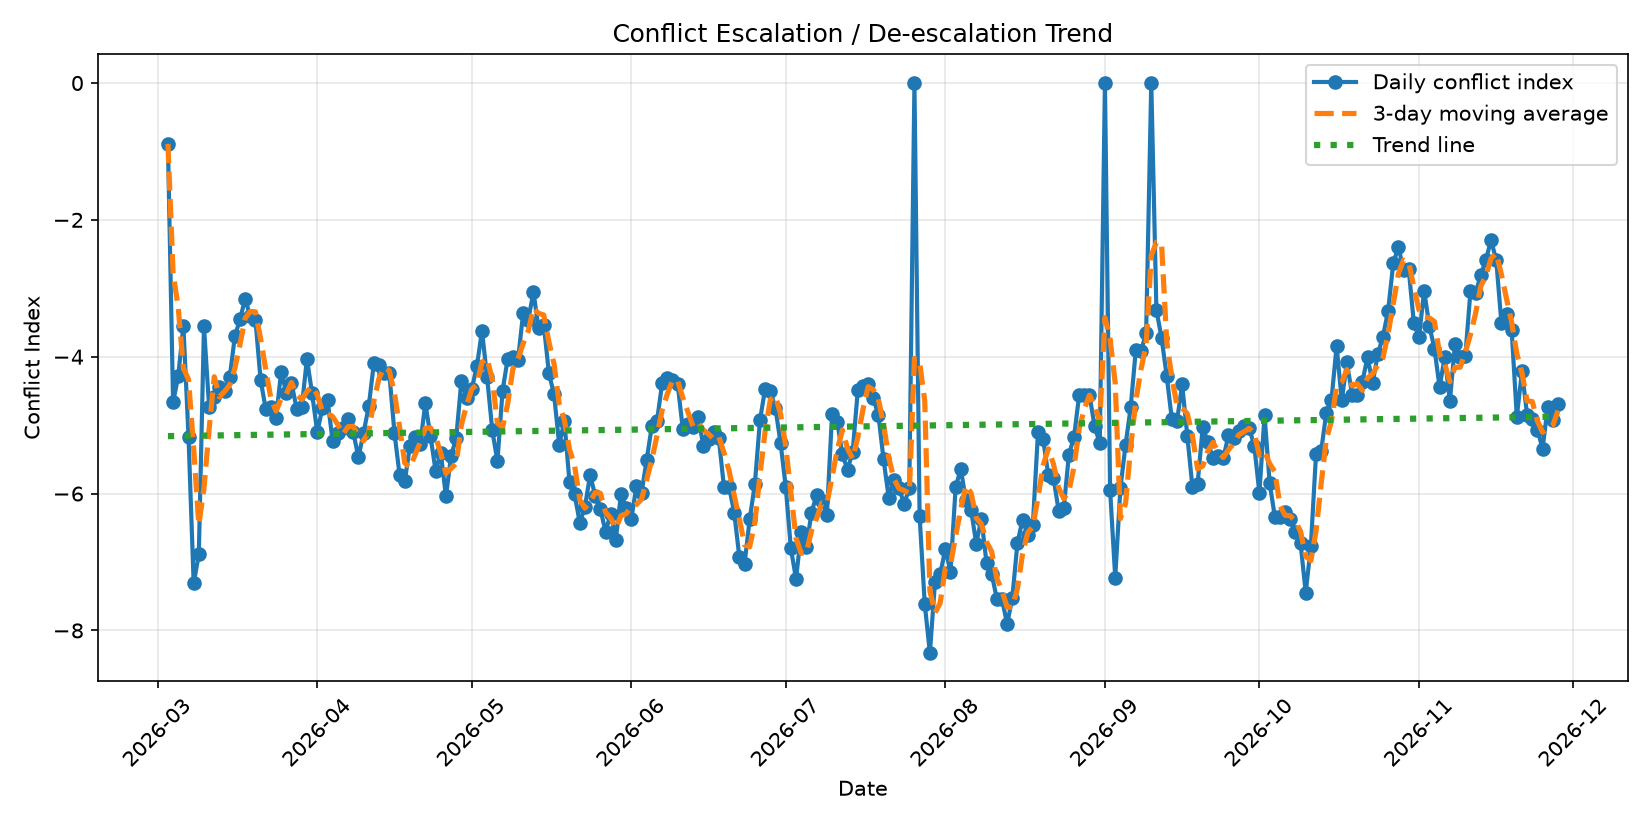 Conflict Escalation / De-escalation Trend
Daily conflict index
3-day moving average
Trend line
Conflict Index
0
−2
−4
−6
−8
2026-03
2026-04
2026-05
2026-06
2026-07
2026-08
2026-09
2026-10
2026-11
2026-12
Date